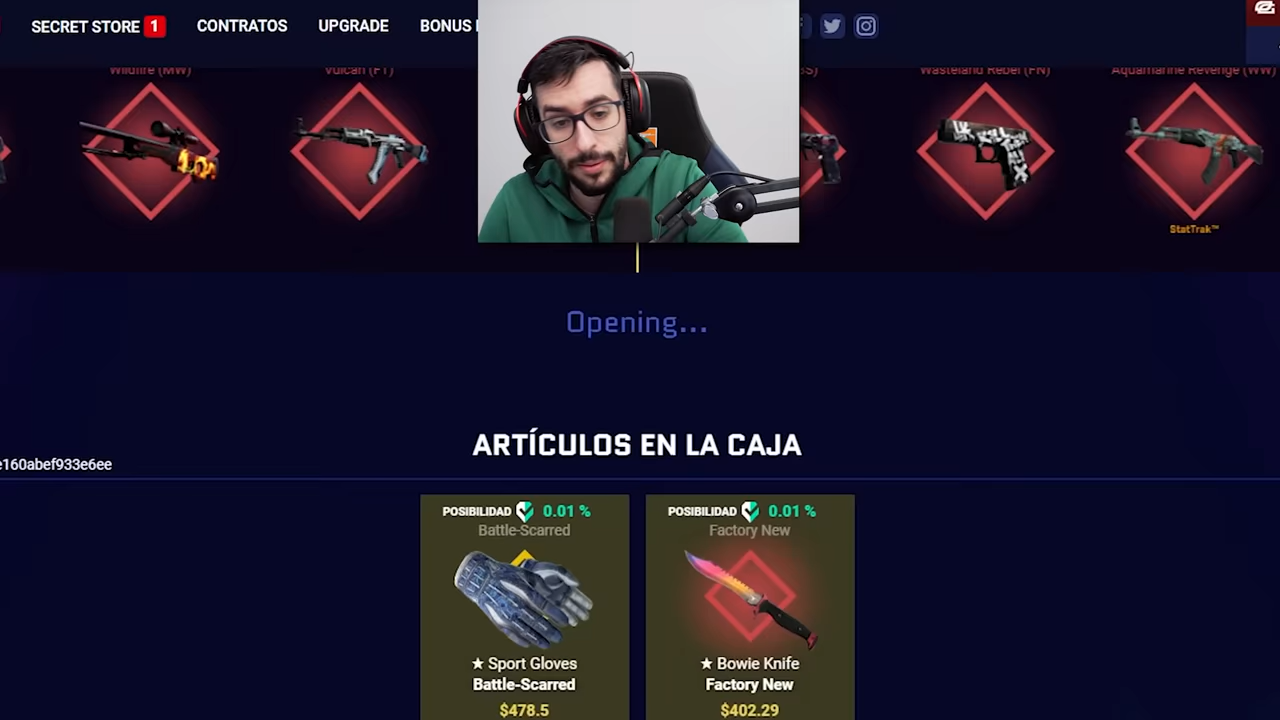 SECRET STORE 1 CONTRATOS UPGRADE BONUS
Wildfire (MW) Vulcan (FT) Wasteland Rebel (FN) Aquamarine Revenge (WW)
StatTrak™
Opening...
ARTÍCULOS EN LA CAJA
e160abef933e6ee
POSIBILIDAD 0.01 % POSIBILIDAD 0.01 %
Battle-Scarred Factory New
★ Sport Gloves ★ Bowie Knife
Battle-Scarred Factory New
$478.5 $402.29